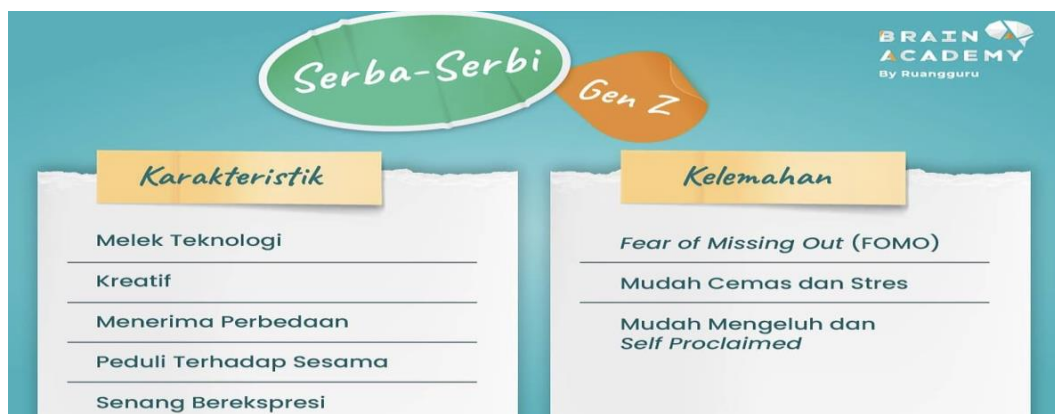 Serba-Serbi
Gen Z
BRAIN
ACADEMY
By Ruangguru
Karakteristik
Melek Teknologi
Kreatif
Menerima Perbedaan
Peduli Terhadap Sesama
Senang Berekspresi
Kelemahan
Fear of Missing Out (FOMO)
Mudah Cemas dan Stres
Mudah Mengeluh dan
Self Proclaimed